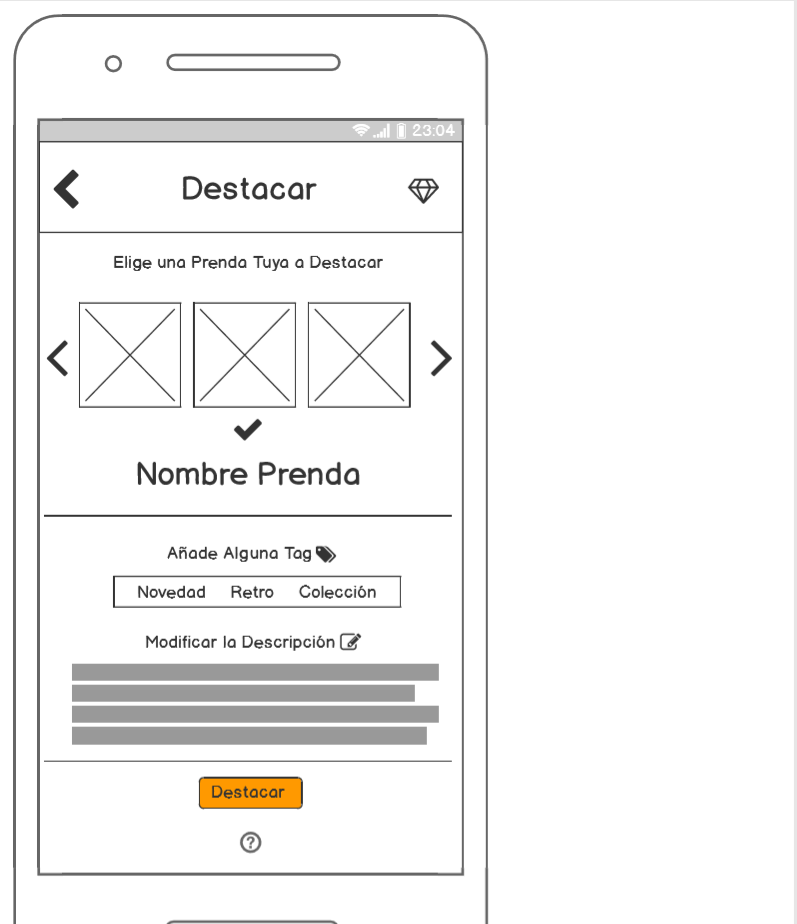 23:04
Destacar
Elige una Prenda Tuya a Destacar
Nombre Prenda
Añade Alguna Tag
Novedad Retro Colección
Modificar la Descripción
Destacar
?